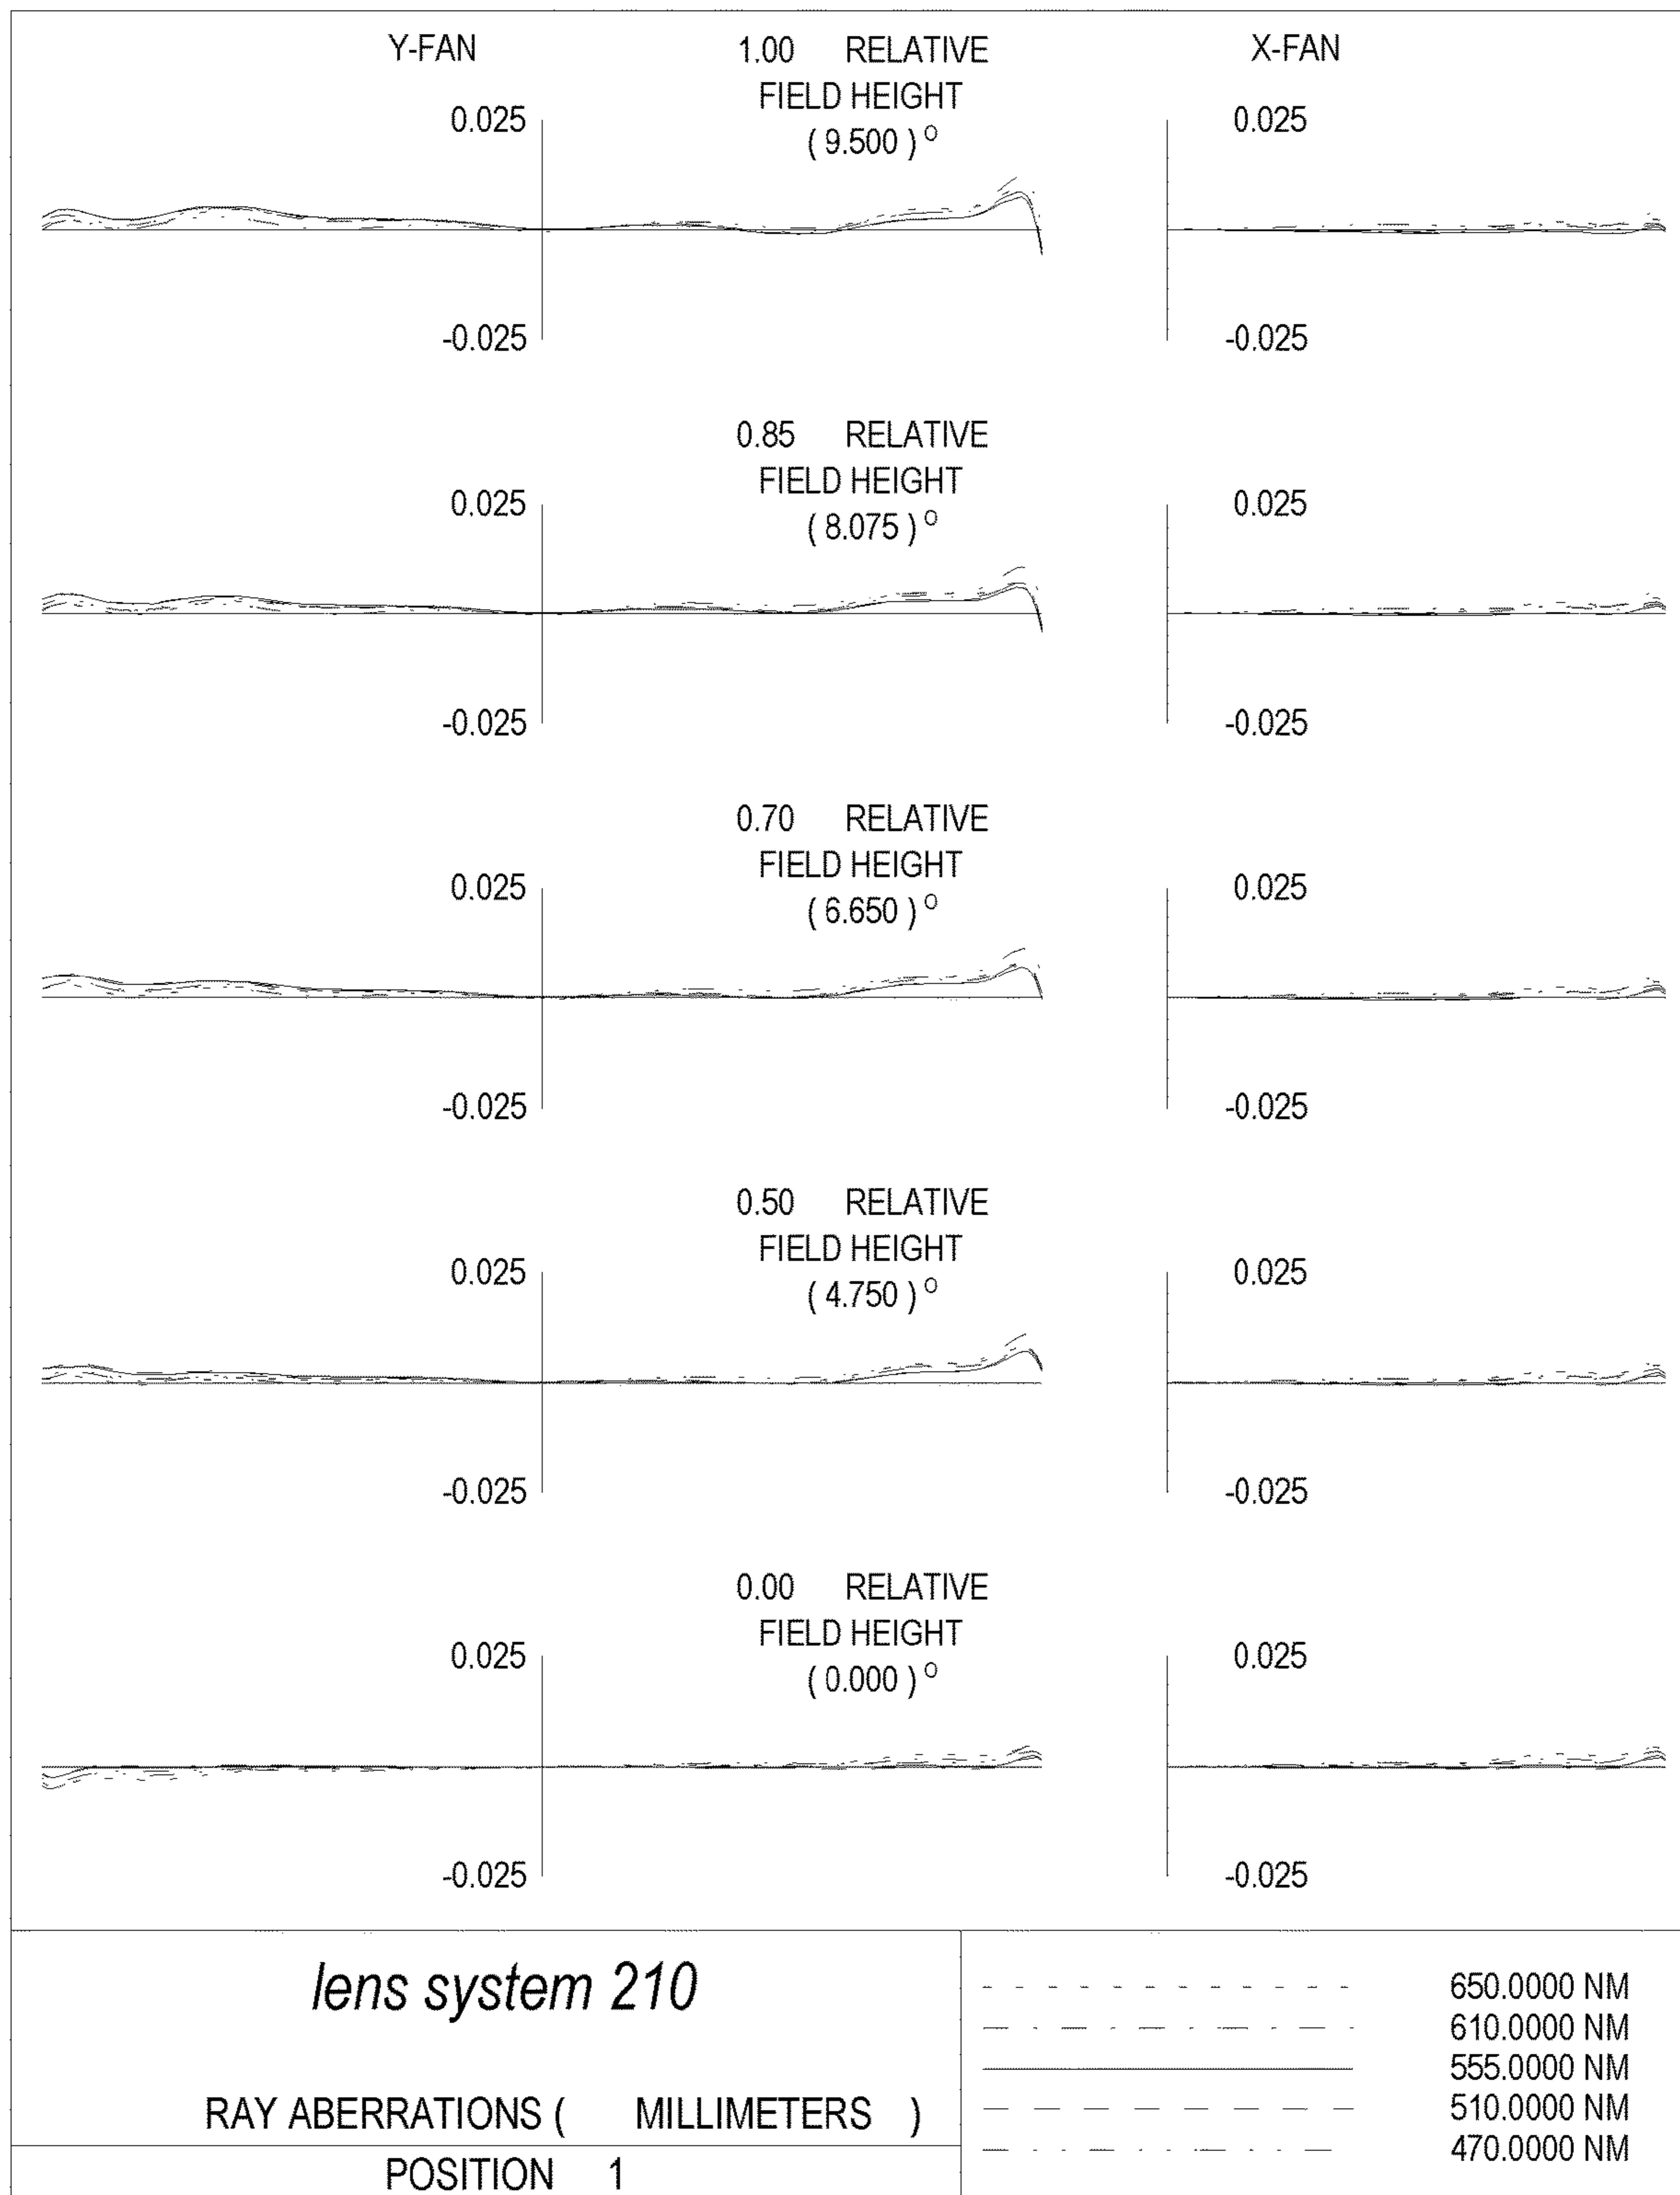 Y-FAN 1.00 RELATIVE X-FAN
FIELD HEIGHT
0.025 ( 9.500 ) O 0.025
-0.025 -0.025
0.85 RELATIVE
FIELD HEIGHT
0.025 ( 8.075 ) O 0.025
-0.025 -0.025
0.70 RELATIVE
FIELD HEIGHT
0.025 ( 6.650 ) O 0.025
-0.025 -0.025
0.50 RELATIVE
FIELD HEIGHT
0.025 ( 4.750 ) O 0.025
-0.025 -0.025
0.00 RELATIVE
FIELD HEIGHT
0.025 ( 0.000 ) O 0.025
-0.025 -0.025
lens system 210
RAY ABERRATIONS ( MILLIMETERS )
POSITION 1
650.0000 NM
610.0000 NM
555.0000 NM
510.0000 NM
470.0000 NM